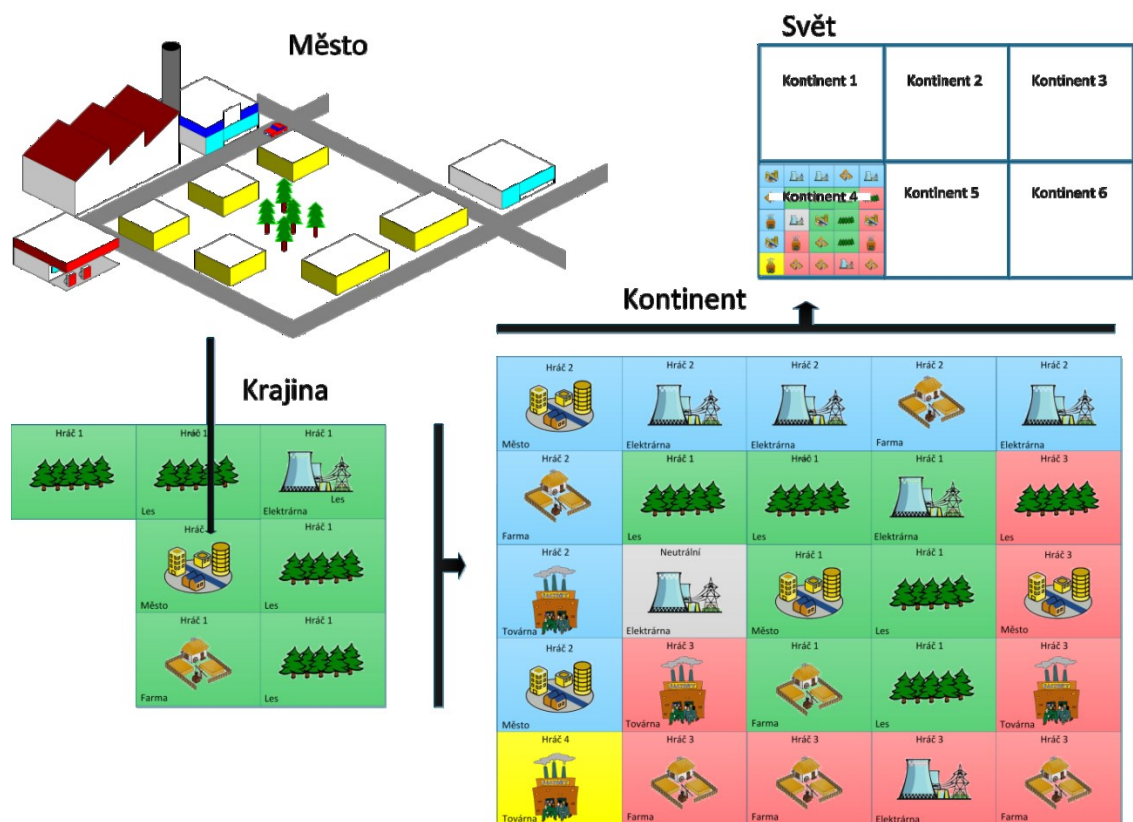 Město
Svět
Kontinent 1 Kontinent 2 Kontinent 3
Kontinent 4 Kontinent 5 Kontinent 6
Krajina
Hráč 1 Hráč 1 Hráč 1
Les
Les Elektrárna
Hráč Hráč 1
Město Les
Hráč 1 Hráč 1
Farma Les
Kontinent
Hráč 2 Hráč 2 Hráč 2 Hráč 2 Hráč 2
Město Elektrárna Elektrárna Farma Elektrárna
Hráč 2 Hráč 1 Hráč 1 Hráč 1 Hráč 3
Farma Les Les Elektrárna Les
Hráč 2 Neutrální Hráč 1 Hráč 1 Hráč 3
Továrna Elektrárna Město Les Město
Hráč 2 Hráč 3 Hráč 1 Hráč 1 Hráč 3
Město Továrna Farma Les Továrna
Hráč 4 Hráč 3 Hráč 3 Hráč 3 Hráč 3
Továrna Farma Farma Elektrárna Farma